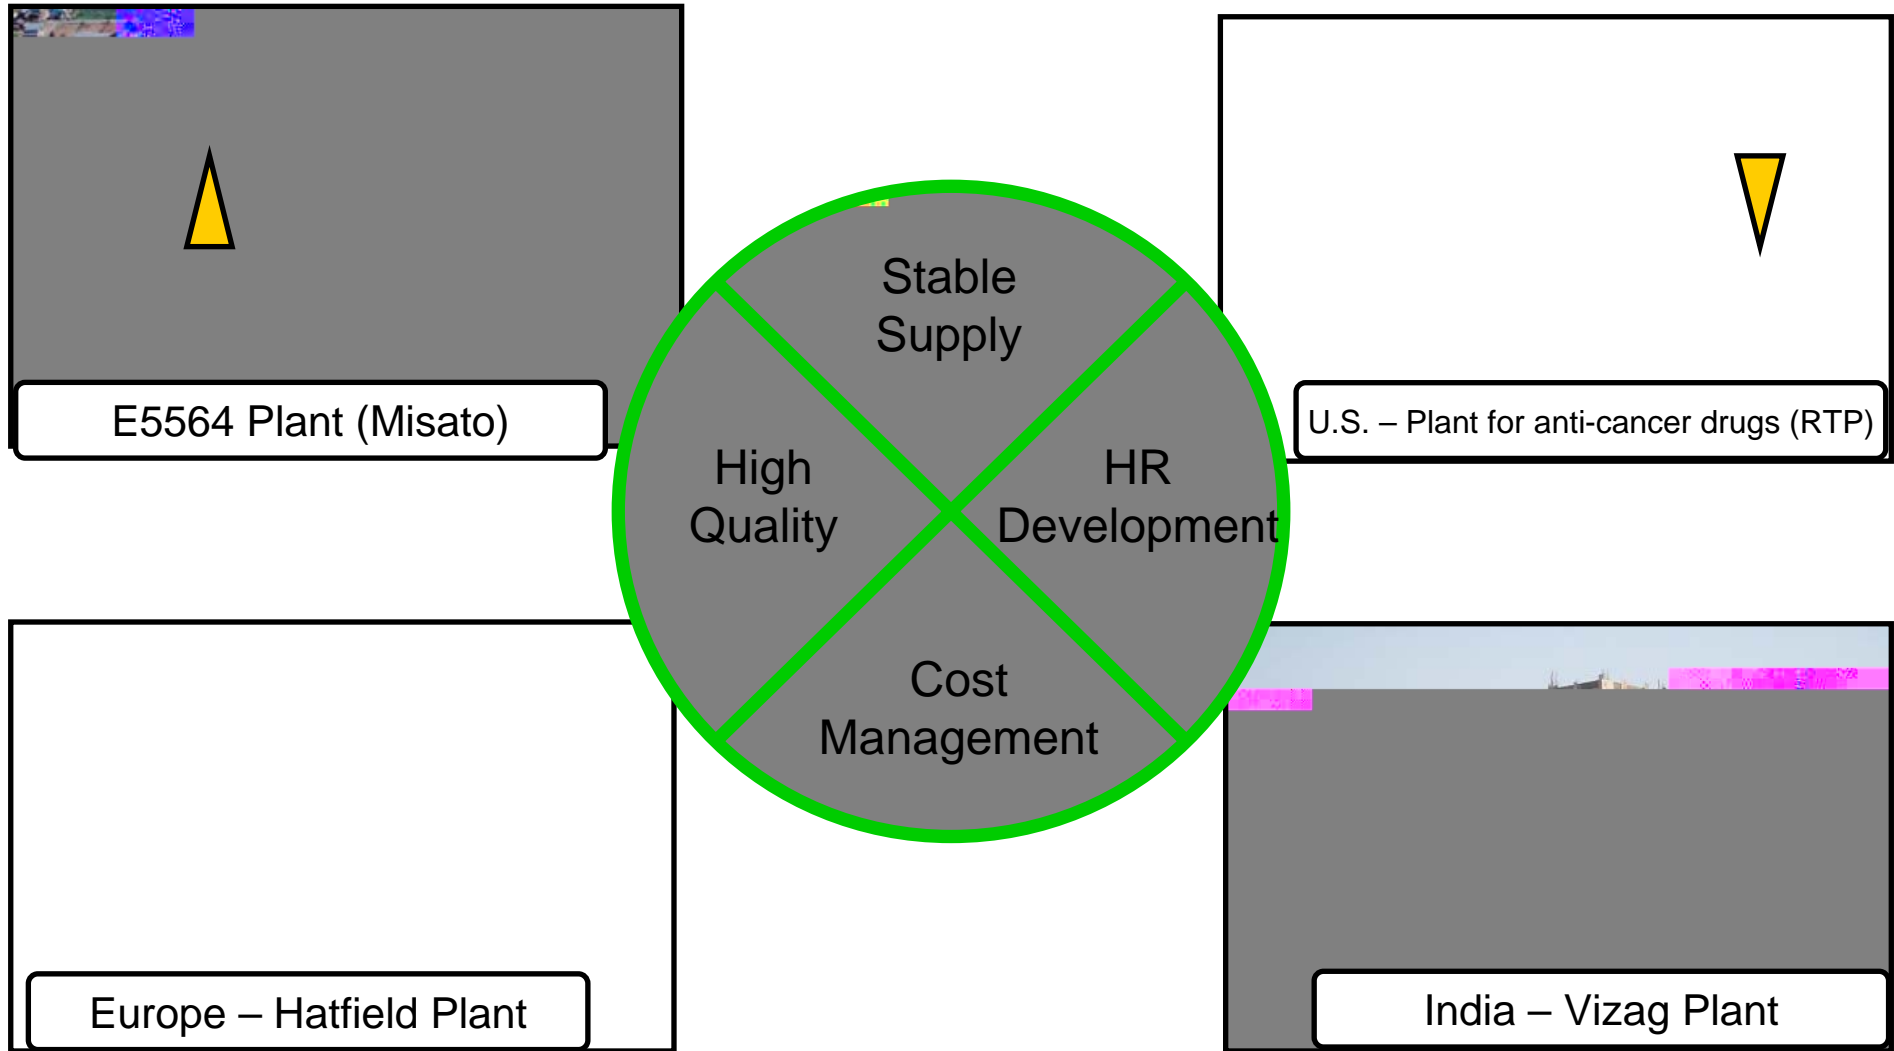 Stable
Supply
E5564 Plant (Misato)
U.S. – Plant for anti-cancer drugs (RTP)
High
Quality
HR
Development
Cost
Management
Europe – Hatfield Plant
India – Vizag Plant